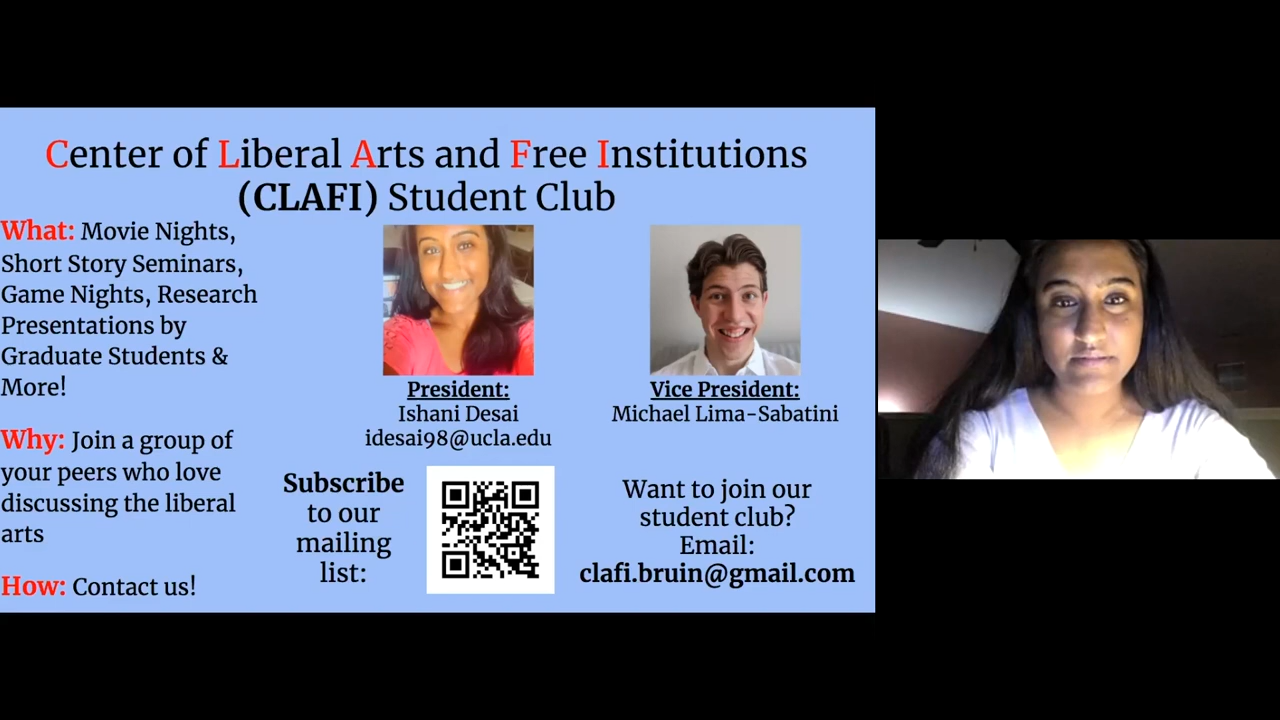 Center of Liberal Arts and Free Institutions
(CLAFI) Student Club
What: Movie Nights,
Short Story Seminars,
Game Nights, Research
Presentations by
Graduate Students &
More!
Why: Join a group of
your peers who love
discussing the liberal
arts
How: Contact us!
President:
Ishani Desai
idesai98@ucla.edu
Vice President:
Michael Lima-Sabatini
Subscribe
to our
mailing
list:
Want to join our
student club?
Email:
clafi.bruin@gmail.com